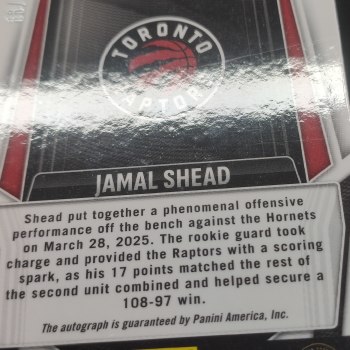 TORONTO
RAPTORS
JAMAL SHEAD
Shead put together a phenomenal offensive
performance off the bench against the Hornets
on March 28, 2025. The rookie guard took
charge and provided the Raptors with a scoring
spark, as his 17 points matched the rest of
the second unit combined and helped secure a
108-97 win.
The autograph is guaranteed by Panini America, Inc.